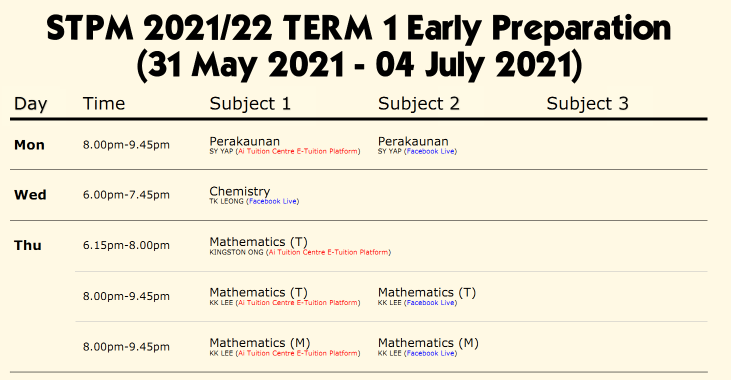 STPM 2021/22 TERM 1 Early Preparation
(31 May 2021 - 04 July 2021)
Day Time Subject 1 Subject 2 Subject 3
Mon 8.00pm-9.45pm Perakaunan Perakaunan
SY YAP (Ai Tuition Centre E-Tuition Platform) SY YAP (Facebook Live)
Wed 6.00pm-7.45pm Chemistry
TK LEONG (Facebook Live)
Thu 6.15pm-8.00pm Mathematics (T)
KINGSTON ONG (Ai Tuition Centre E-Tuition Platform)
8.00pm-9.45pm Mathematics (T) Mathematics (T)
KK LEE (Ai Tuition Centre E-Tuition Platform) KK LEE (Facebook Live)
8.00pm-9.45pm Mathematics (M) Mathematics (M)
KK LEE (Ai Tuition Centre E-Tuition Platform) KK LEE (Facebook Live)